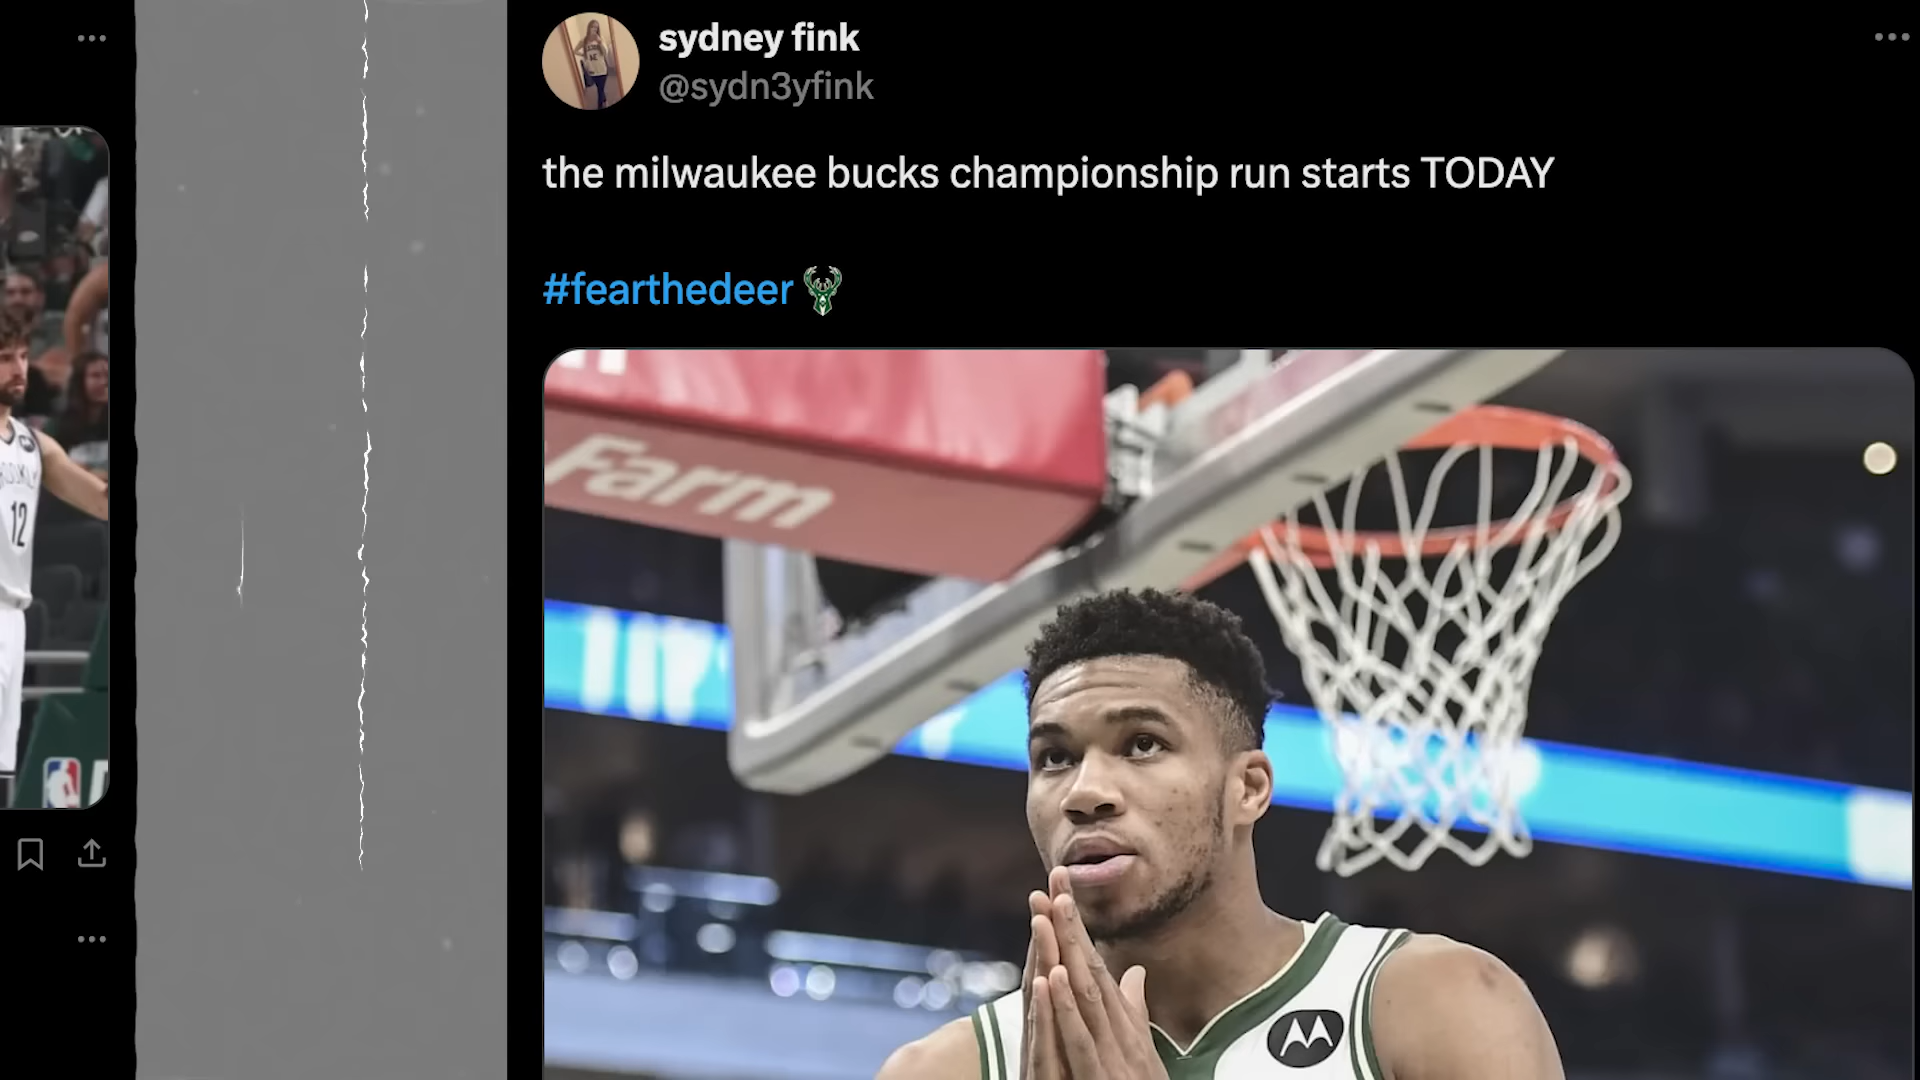 sydney fink
@sydn3yfink
the milwaukee bucks championship run starts TODAY
#fearthedeer
Farm
12